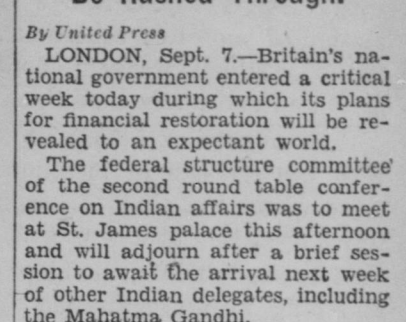 Be Rushed Through.
By United Press
LONDON, Sept. 7.—Britain's na-
tional government entered a critical
week today during which its plans
for financial restoration will be re-
vealed to an expectant world.
The federal structure committee'
of the second round table confer-
ence on Indian affairs was to meet
at St. James palace this afternoon
and will adjourn after a brief ses-
sion to await the arrival next week
of other Indian delegates, including
the Mahatma Gandhi.